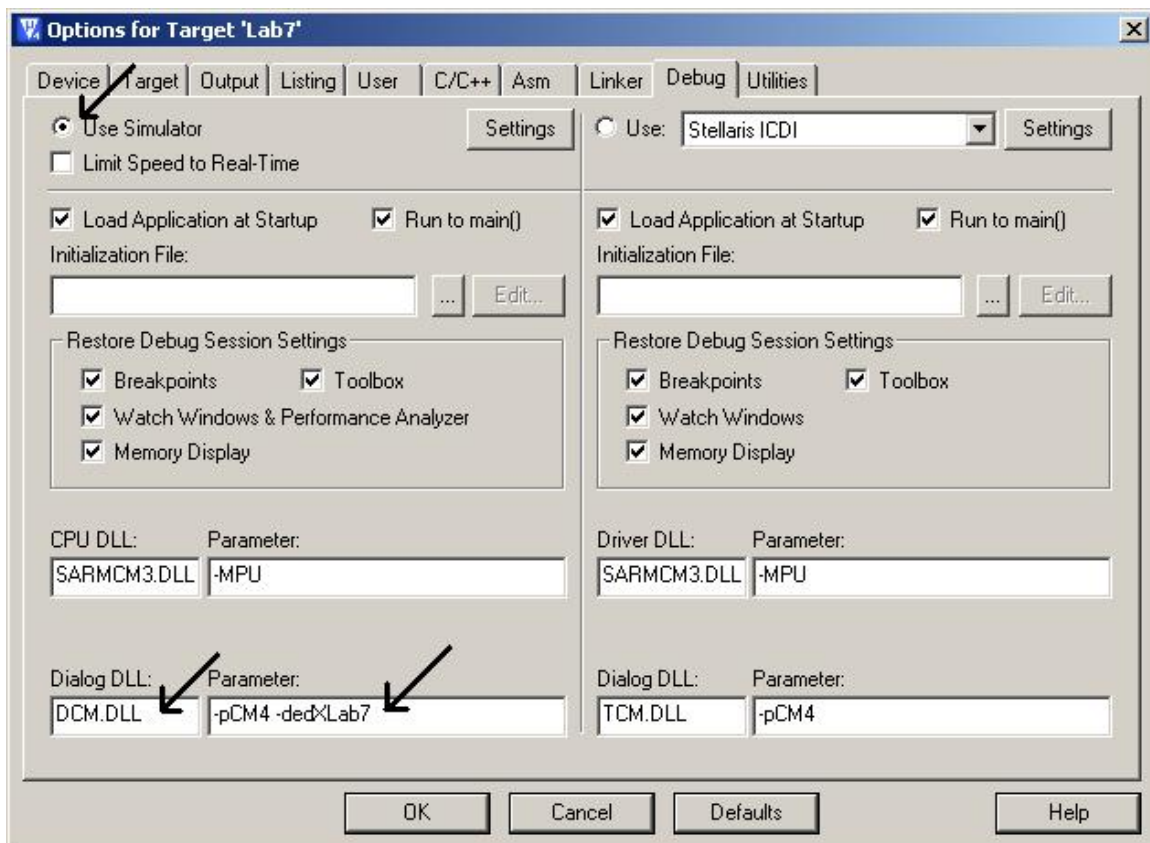 Options for Target 'Lab7'
Device Target Output Listing User C/C++ Asm Linker Debug Utilities
Use Simulator Settings
Limit Speed to Real-Time
Use: Stellaris ICDI Settings
Load Application at Startup Run to main()
Initialization File:
... Edit...
Restore Debug Session Settings
Breakpoints Toolbox
Watch Windows & Performance Analyzer
Memory Display
CPU DLL: Parameter:
SARMCM3.DLL -MPU
Dialog DLL: Parameter:
DCM.DLL -pCM4 -dedXLab7
Load Application at Startup Run to main()
Initialization File:
... Edit...
Restore Debug Session Settings
Breakpoints Toolbox
Watch Windows
Memory Display
Driver DLL: Parameter:
SARMCM3.DLL -MPU
Dialog DLL: Parameter:
TCM.DLL -pCM4
OK Cancel Defaults Help